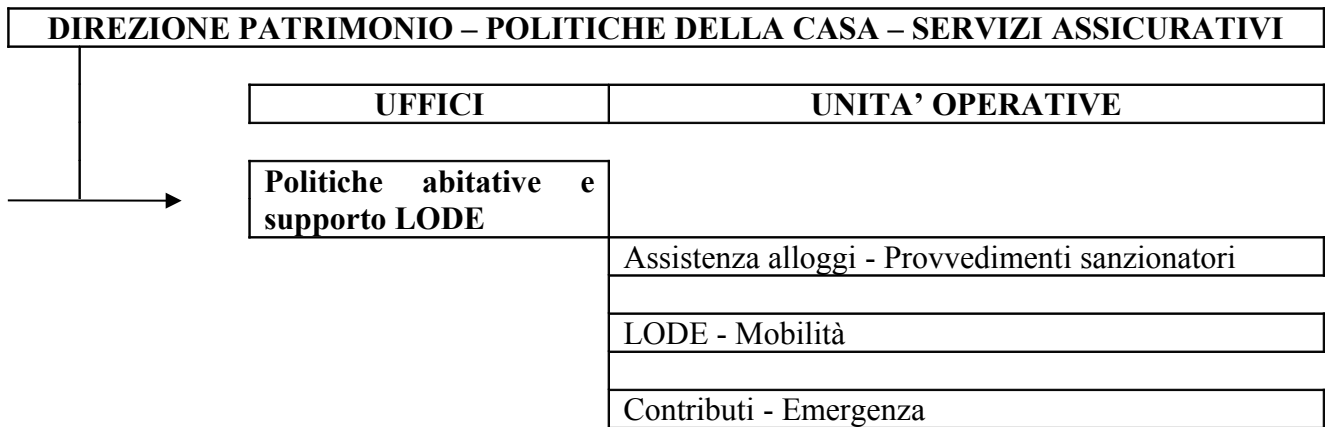 DIREZIONE PATRIMONIO – POLITICHE DELLA CASA – SERVIZI ASSICURATIVI
UFFICI
UNITA’ OPERATIVE
Politiche abitative e
supporto LODE
Assistenza alloggi - Provvedimenti sanzionatori
LODE - Mobilità
Contributi - Emergenza